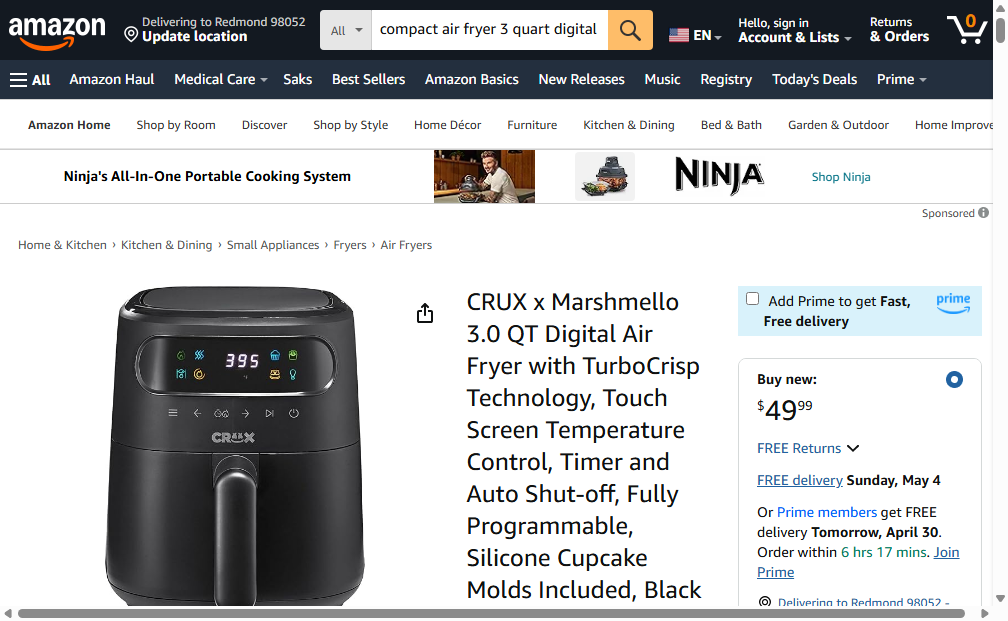 amazon
Delivering to Redmond 98052
Update location
All
compact air fryer 3 quart digital
EN
Hello, sign in
Account & Lists
Returns
& Orders
0
All
Amazon Haul
Medical Care
Saks
Best Sellers
Amazon Basics
New Releases
Music
Registry
Today's Deals
Prime
Amazon Home
Shop by Room
Discover
Shop by Style
Home Décor
Furniture
Kitchen & Dining
Bed & Bath
Garden & Outdoor
Home Improve
Ninja's All-In-One Portable Cooking System
NINJA
Shop Ninja
Sponsored
Home & Kitchen › Kitchen & Dining › Small Appliances › Fryers › Air Fryers
395
CRUX
CRUX x Marshmello
3.0 QT Digital Air
Fryer with TurboCrisp
Technology, Touch
Screen Temperature
Control, Timer and
Auto Shut-off, Fully
Programmable,
Silicone Cupcake
Molds Included, Black
Add Prime to get Fast,
Free delivery
prime
Buy new:
$4999
FREE Returns
FREE delivery Sunday, May 4
Or Prime members get FREE
delivery Tomorrow, April 30.
Order within 6 hrs 17 mins. Join
Prime
Delivering to Redmond 98052 -